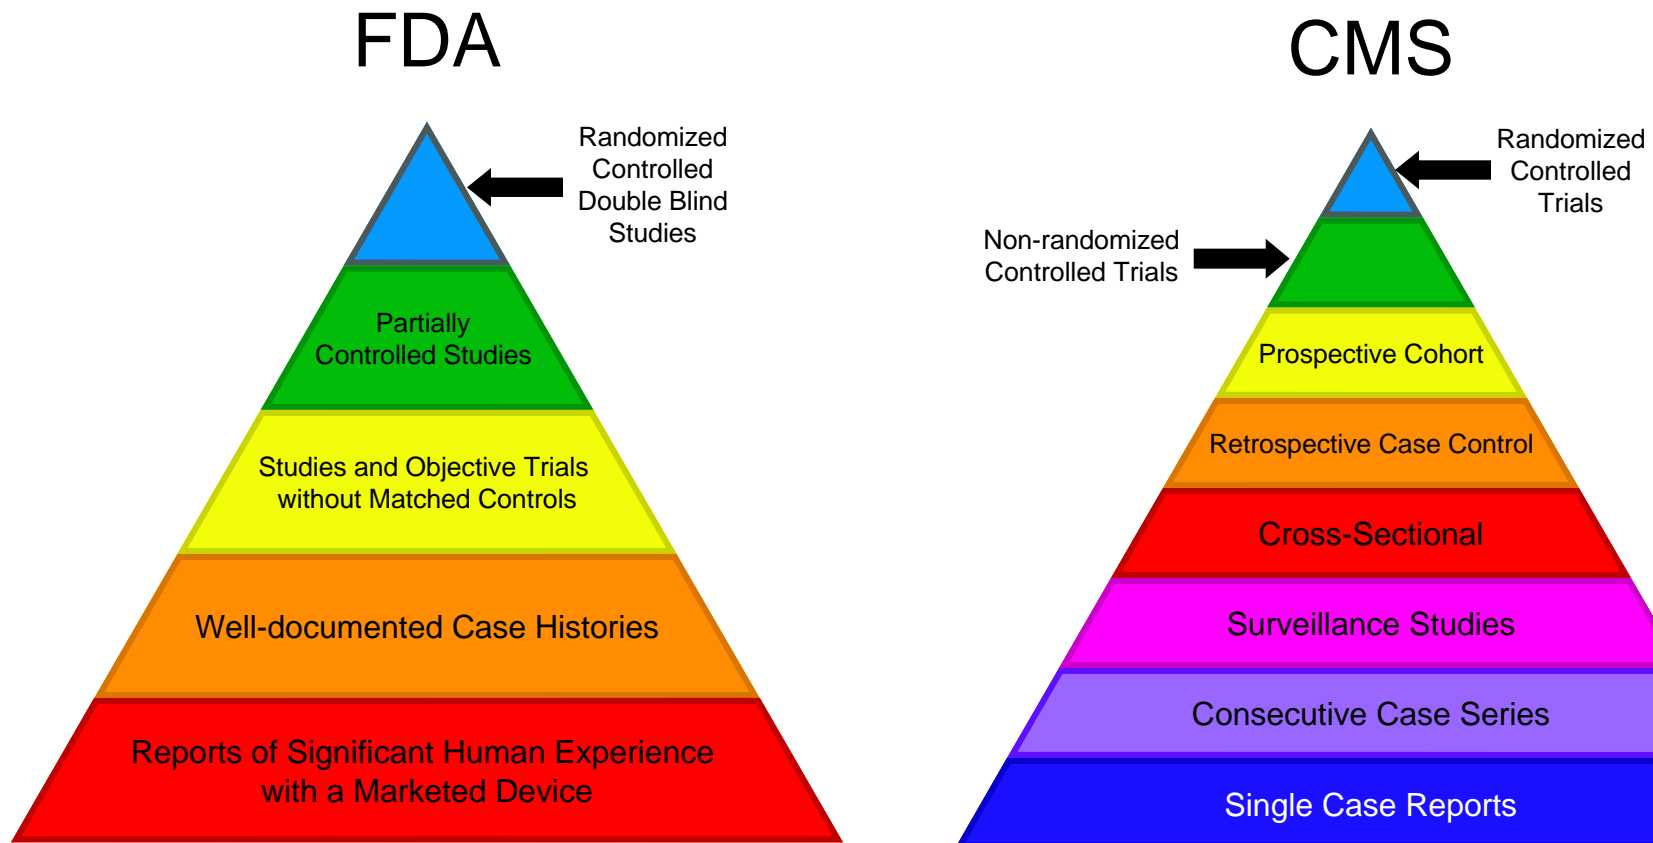 FDA
Randomized
Controlled
Double Blind
Studies
Partially
Controlled Studies
Studies and Objective Trials
without Matched Controls
Well-documented Case Histories
Reports of Significant Human Experience
with a Marketed Device
CMS
Randomized
Controlled
Trials
Non-randomized
Controlled Trials
Prospective Cohort
Retrospective Case Control
Cross-Sectional
Surveillance Studies
Consecutive Case Series
Single Case Reports